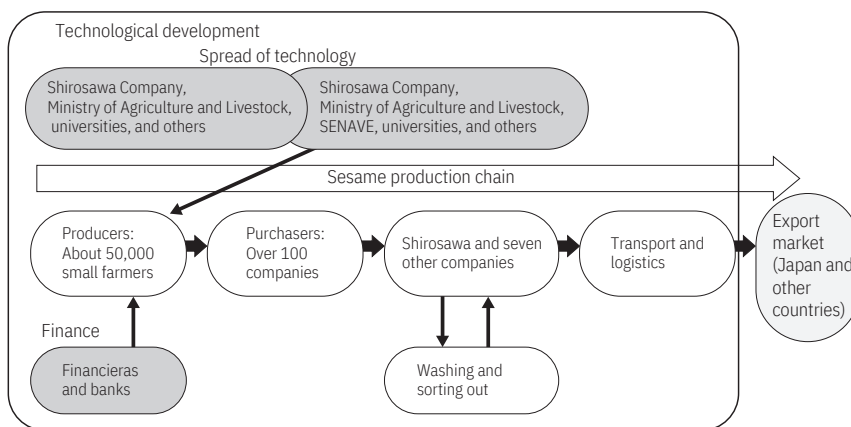 Technological development
Spread of technology
Shirosawa Company,
Ministry of Agriculture and Livestock,
universities, and others
Shirosawa Company,
Ministry of Agriculture and Livestock,
SENAVE, universities, and others
Sesame production chain
Producers:
About 50,000
small farmers
Purchasers:
Over 100
companies
Shirosawa and seven
other companies
Transport and
logistics
Export
market
(Japan and
other
countries)
Finance
Financieras
and banks
Washing and
sorting out